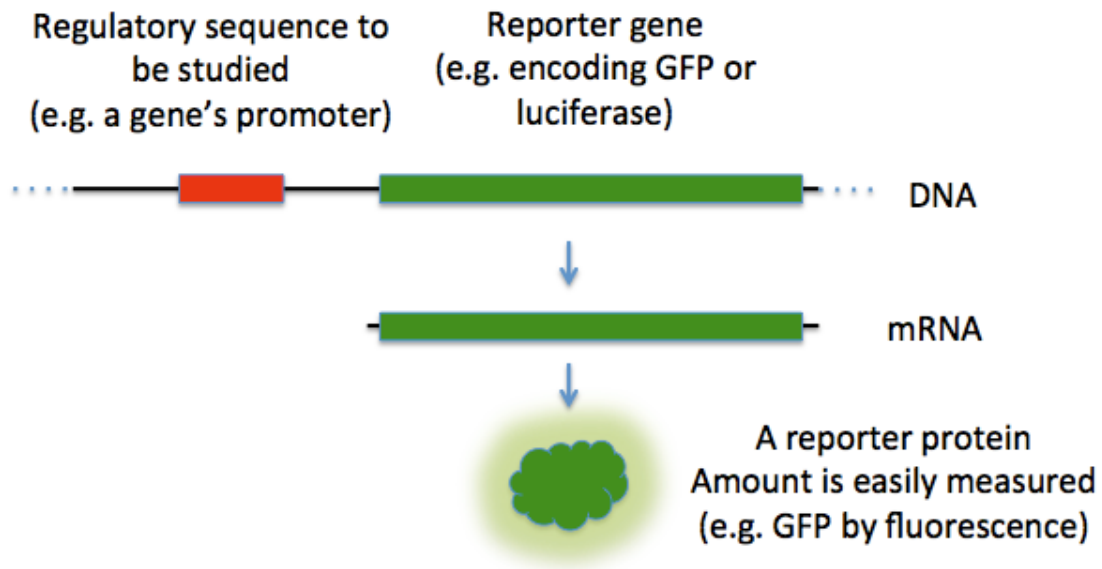 Regulatory sequence to
be studied
(e.g. a gene’s promoter)
Reporter gene
(e.g. encoding GFP or
luciferase)
DNA
mRNA
A reporter protein
Amount is easily measured
(e.g. GFP by fluorescence)